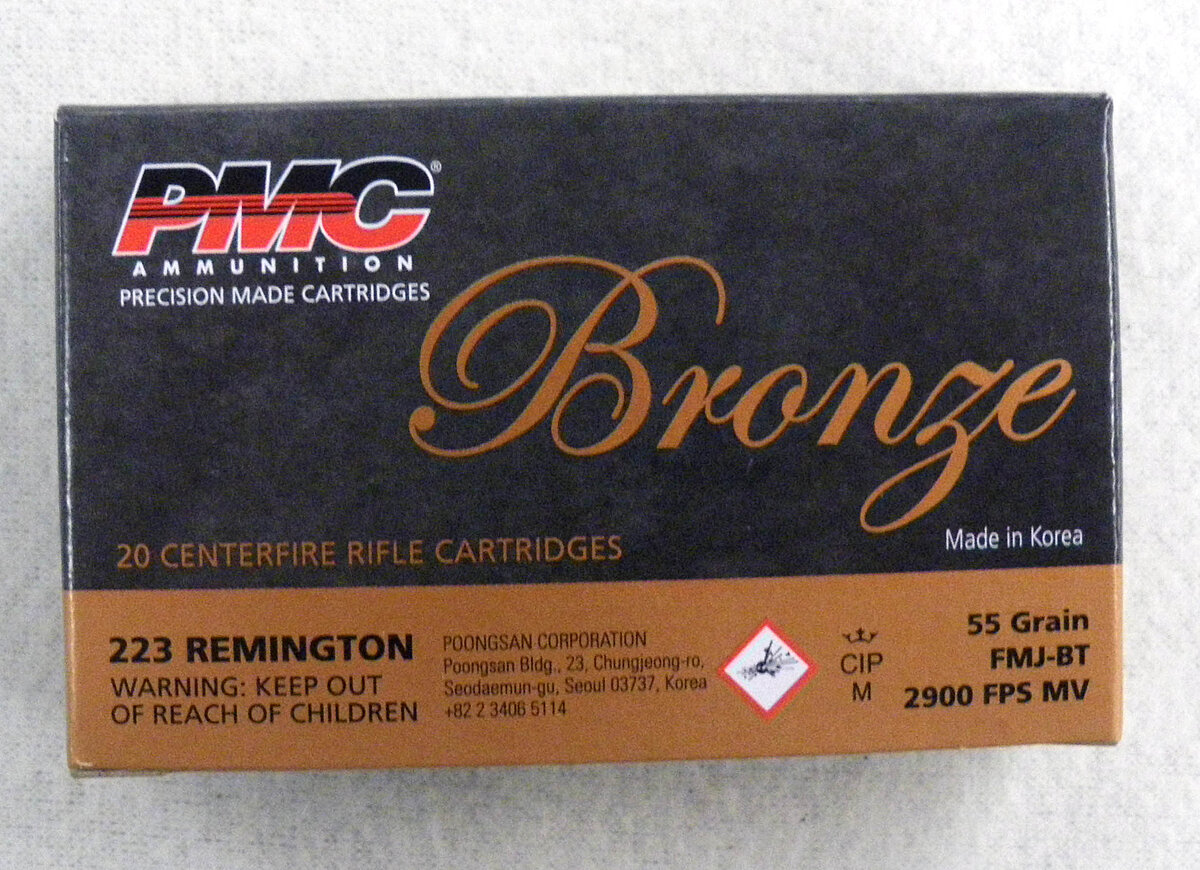 PMC®
AMMUNITION
PRECISION MADE CARTRIDGES
Bronze
Made in Korea
20 CENTERFIRE RIFLE CARTRIDGES
223 REMINGTON
WARNING: KEEP OUT
OF REACH OF CHILDREN
POONGSAN CORPORATION
Poongsan Bldg., 23, Chungjeong-ro,
Seodaemun-gu, Seoul 03737, Korea
+82 2 3406 5114
CIP
M
55 Grain
FMJ-BT
2900 FPS MV